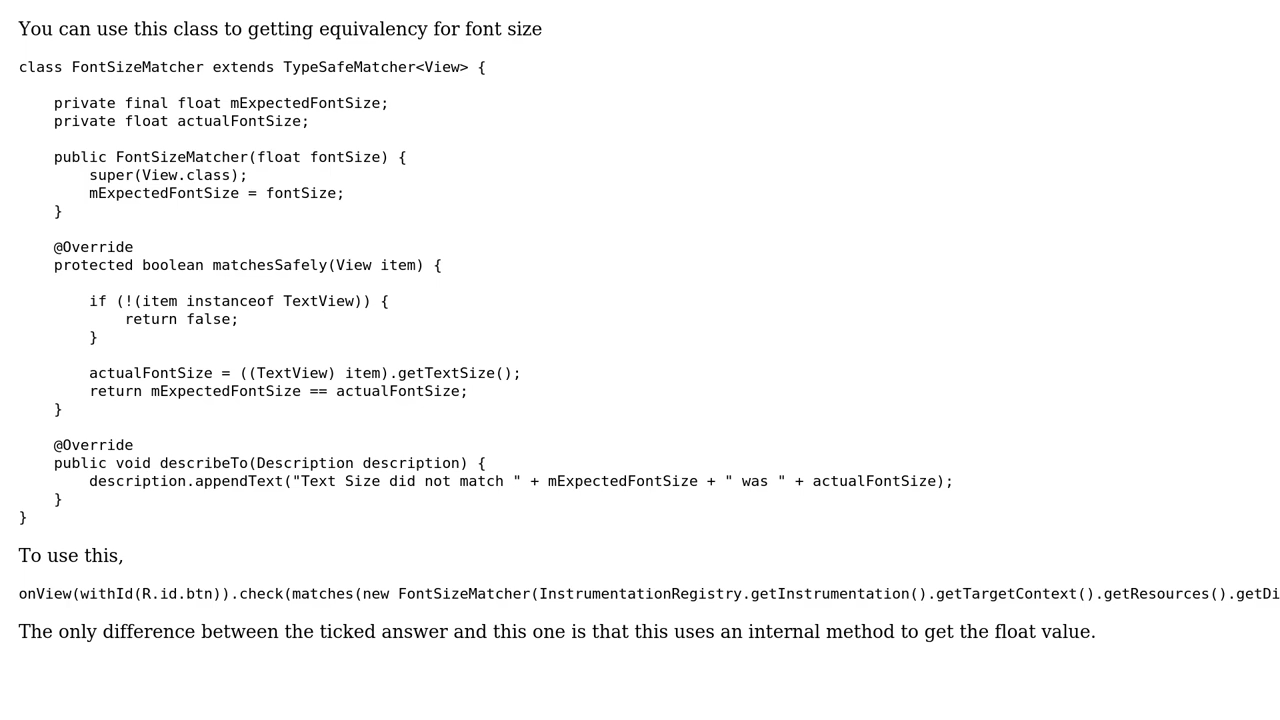 You can use this class to getting equivalency for font size
class FontSizeMatcher extends TypeSafeMatcher<View> {
    private final float mExpectedFontSize;
    private float actualFontSize;
    public FontSizeMatcher(float fontSize) {
        super(View.class);
        mExpectedFontSize = fontSize;
    }
    @Override
    protected boolean matchesSafely(View item) {
        if (!(item instanceof TextView)) {
            return false;
        }
        actualFontSize = ((TextView) item).getTextSize();
        return mExpectedFontSize == actualFontSize;
    }
    @Override
    public void describeTo(Description description) {
        description.appendText("Text Size did not match " + mExpectedFontSize + " was " + actualFontSize);
    }
}
To use this,
onView(withId(R.id.btn)).check(matches(new FontSizeMatcher(InstrumentationRegistry.getInstrumentation().getTargetContext().getResources().getDi
The only difference between the ticked answer and this one is that this uses an internal method to get the float value.